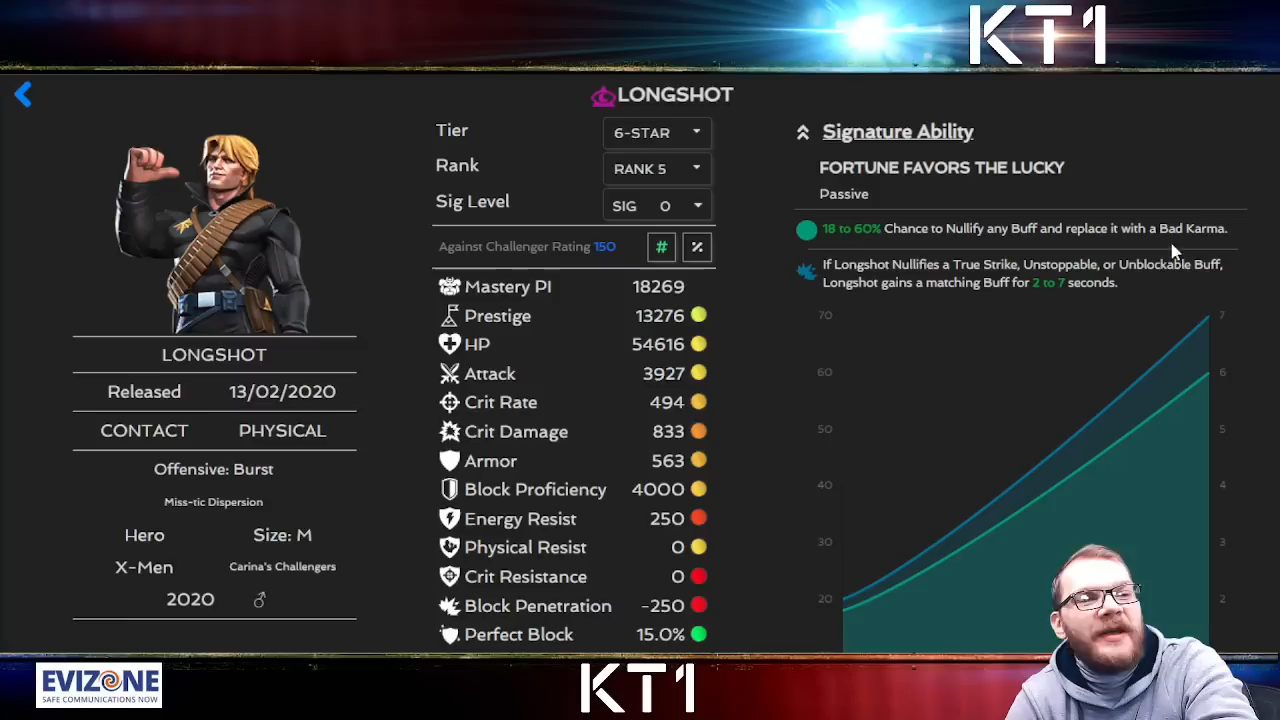 KT1
LONGSHOT
Tier 6-STAR
Rank RANK 5
Sig Level SIG 0
Against Challenger Rating 150 # %
Mastery PI 18269
Prestige 13276
HP 54616
Attack 3927
Crit Rate 494
Crit Damage 833
Armor 563
Block Proficiency 4000
Energy Resist 250
Physical Resist 0
Crit Resistance 0
Block Penetration -250
Perfect Block 15.0%
LONGSHOT
Released 13/02/2020
CONTACT PHYSICAL
Offensive: Burst
Miss-tic Dispersion
Hero Size: M
X-Men Carina's Challengers
2020 ♂
Signature Ability
FORTUNE FAVORS THE LUCKY
Passive
18 to 60% Chance to Nullify any Buff and replace it with a Bad Karma.
If Longshot Nullifies a True Strike, Unstoppable, or Unblockable Buff,
Longshot gains a matching Buff for 2 to 7 seconds.
70 7
60 6
50 5
40 4
30 3
20 2
EVIZONE
SAFE COMMUNICATIONS NOW
KT1